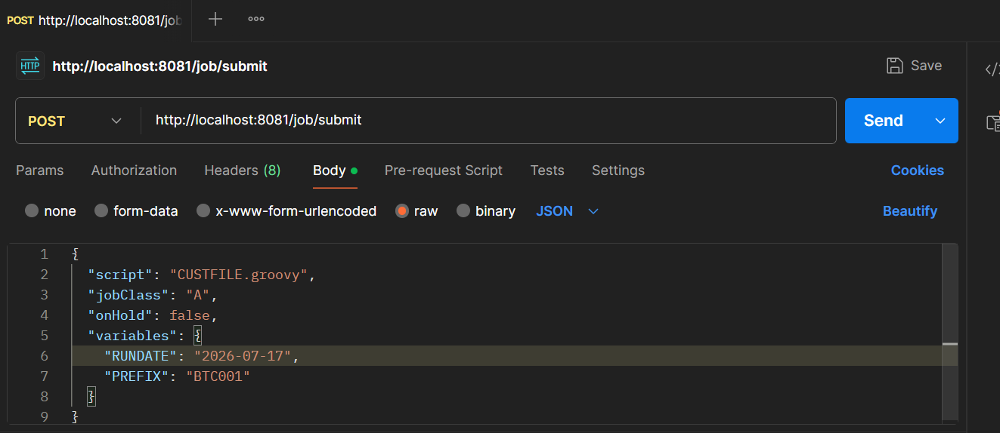 POST http://localhost:8081/job
HTTP http://localhost:8081/job/submit Save
POST http://localhost:8081/job/submit Send
Params Authorization Headers (8) Body Pre-request Script Tests Settings Cookies
none form-data x-www-form-urlencoded raw binary JSON Beautify
1 {
2 "script": "CUSTFILE.groovy",
3 "jobClass": "A",
4 "onHold": false,
5 "variables": {
6 "RUNDATE": "2026-07-17",
7 "PREFIX": "BTC001"
8 }
9 }